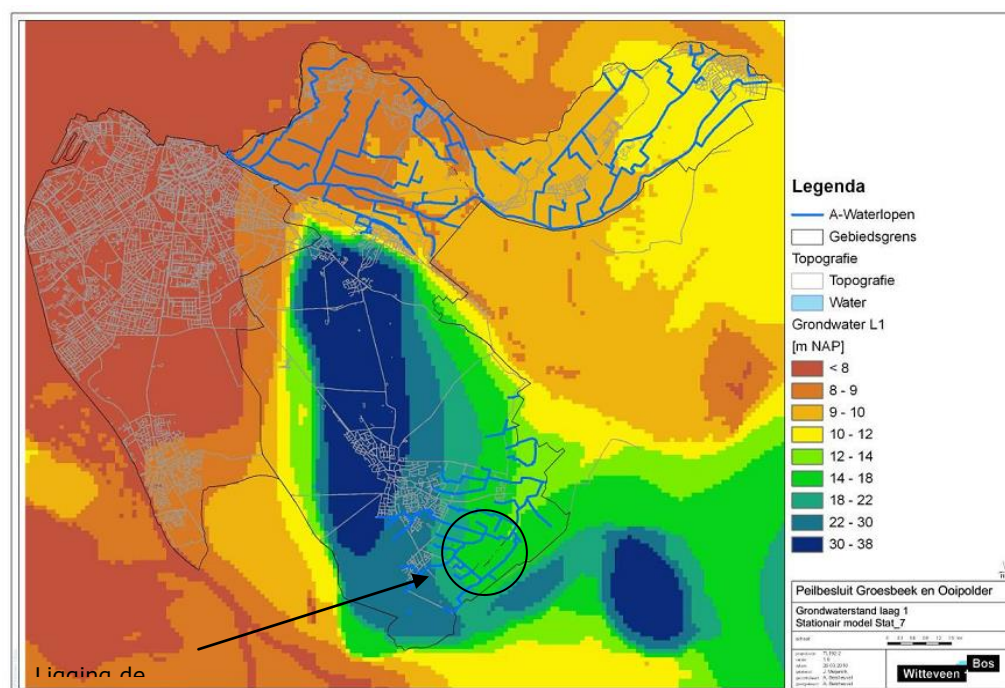 Legenda
A-Waterlopen
Gebiedsgrens
Topografie
Topografie
Water
Grondwater L1
[m NAP]
< 8
8 - 9
9 - 10
10 - 12
12 - 14
14 - 18
18 - 22
22 - 30
30 - 38
Peilbesluit Groesbeek en Ooipolder
Grondwaterstand laag 1
Stationair model Stat_7
Witteveen Bos
Ligging de